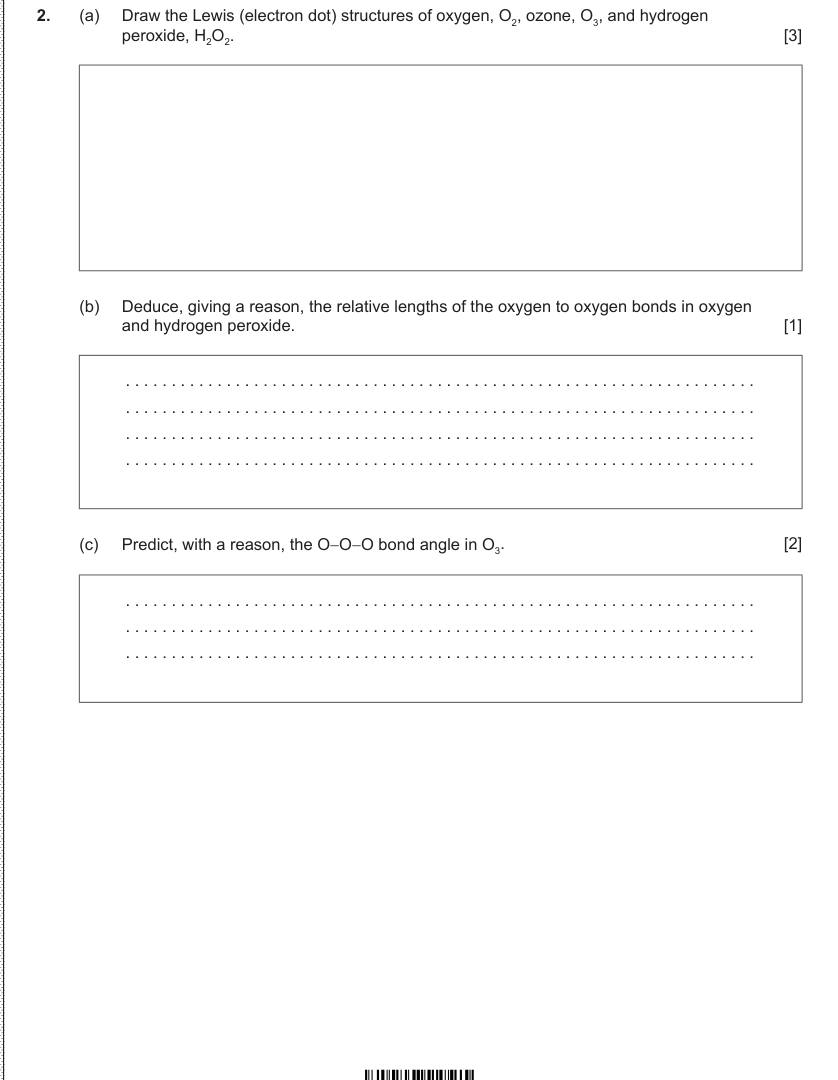 2. (a) Draw the Lewis (electron dot) structures of oxygen, O₂, ozone, O₃, and hydrogen
peroxide, H₂O₂. [3]
(b) Deduce, giving a reason, the relative lengths of the oxygen to oxygen bonds in oxygen
and hydrogen peroxide. [1]
(c) Predict, with a reason, the O–O–O bond angle in O₃. [2]